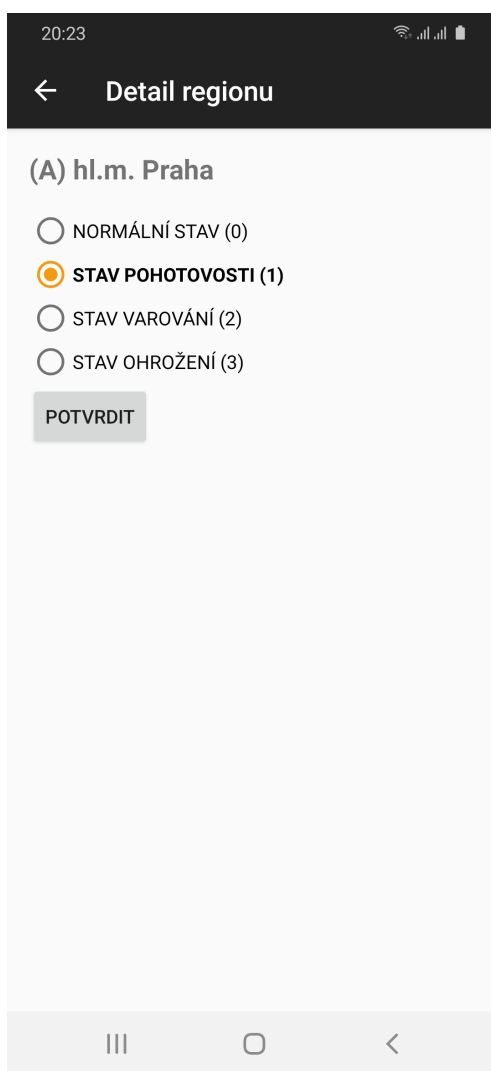 20:23
Detail regionu
(A) hl.m. Praha
NORMÁLNÍ STAV (0)
STAV POHOTOVOSTI (1)
STAV VAROVÁNÍ (2)
STAV OHROŽENÍ (3)
POTVRDIT